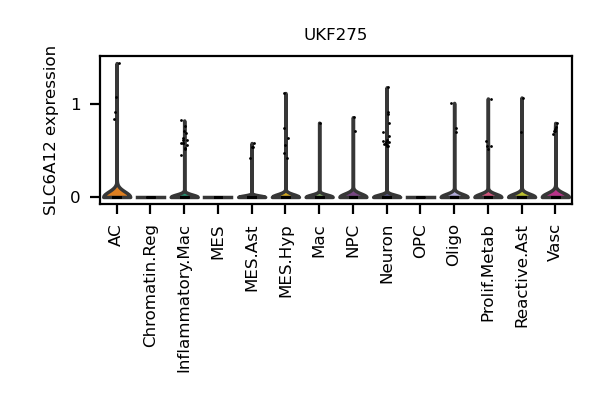 UKF275
SLC6A12 expression
1
0
AC
Chromatin.Reg
Inflammatory.Mac
MES
MES.Ast
MES.Hyp
Mac
NPC
Neuron
OPC
Oligo
Prolif.Metab
Reactive.Ast
Vasc